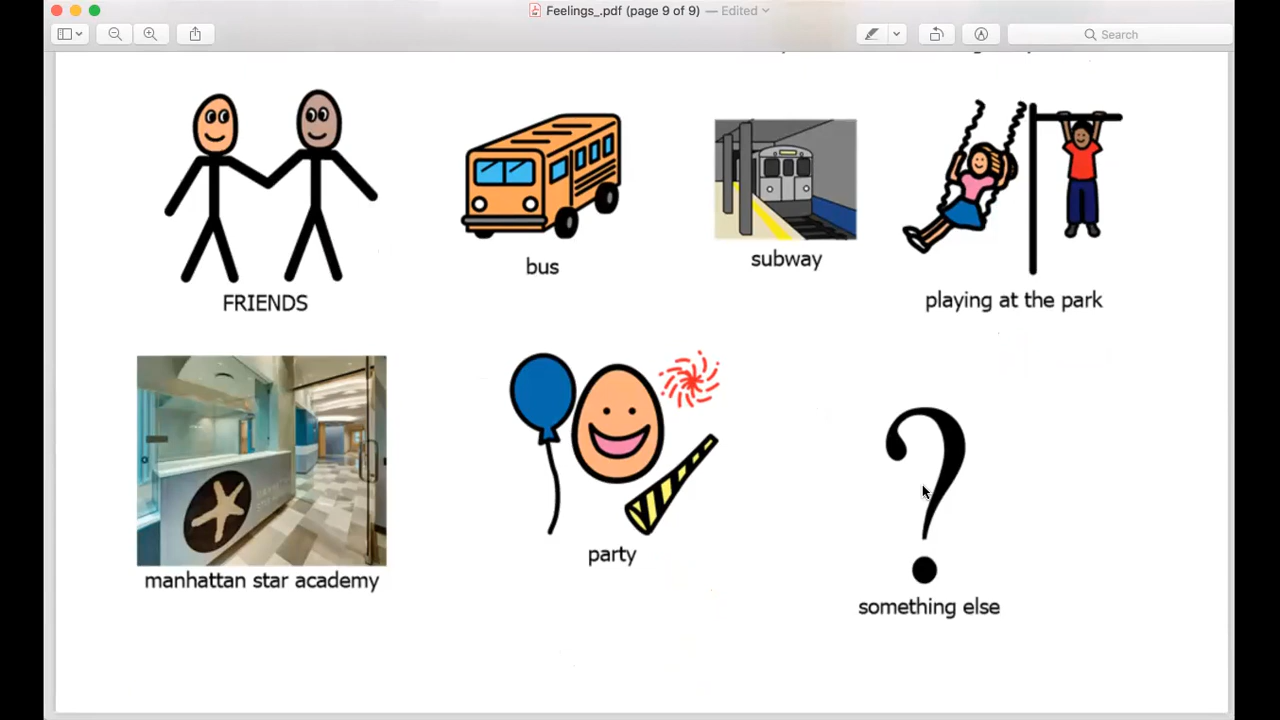 Feelings_.pdf (page 9 of 9) — Edited
Search
FRIENDS
bus
subway
playing at the park
manhattan star academy
party
something else